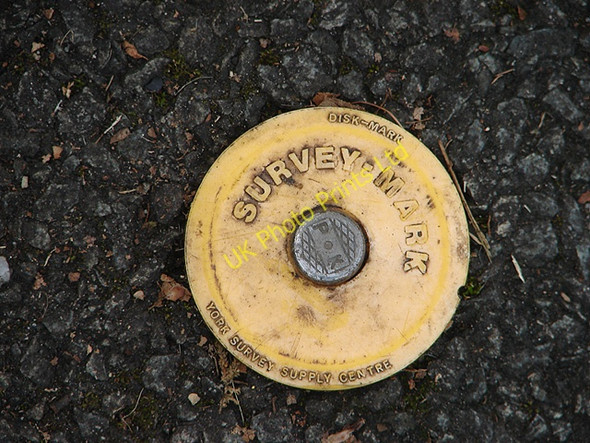 DISK-MARK
SURVEY-MARK
YORK SURVEY SUPPLY CENTRE
UK Photo Prints Ltd